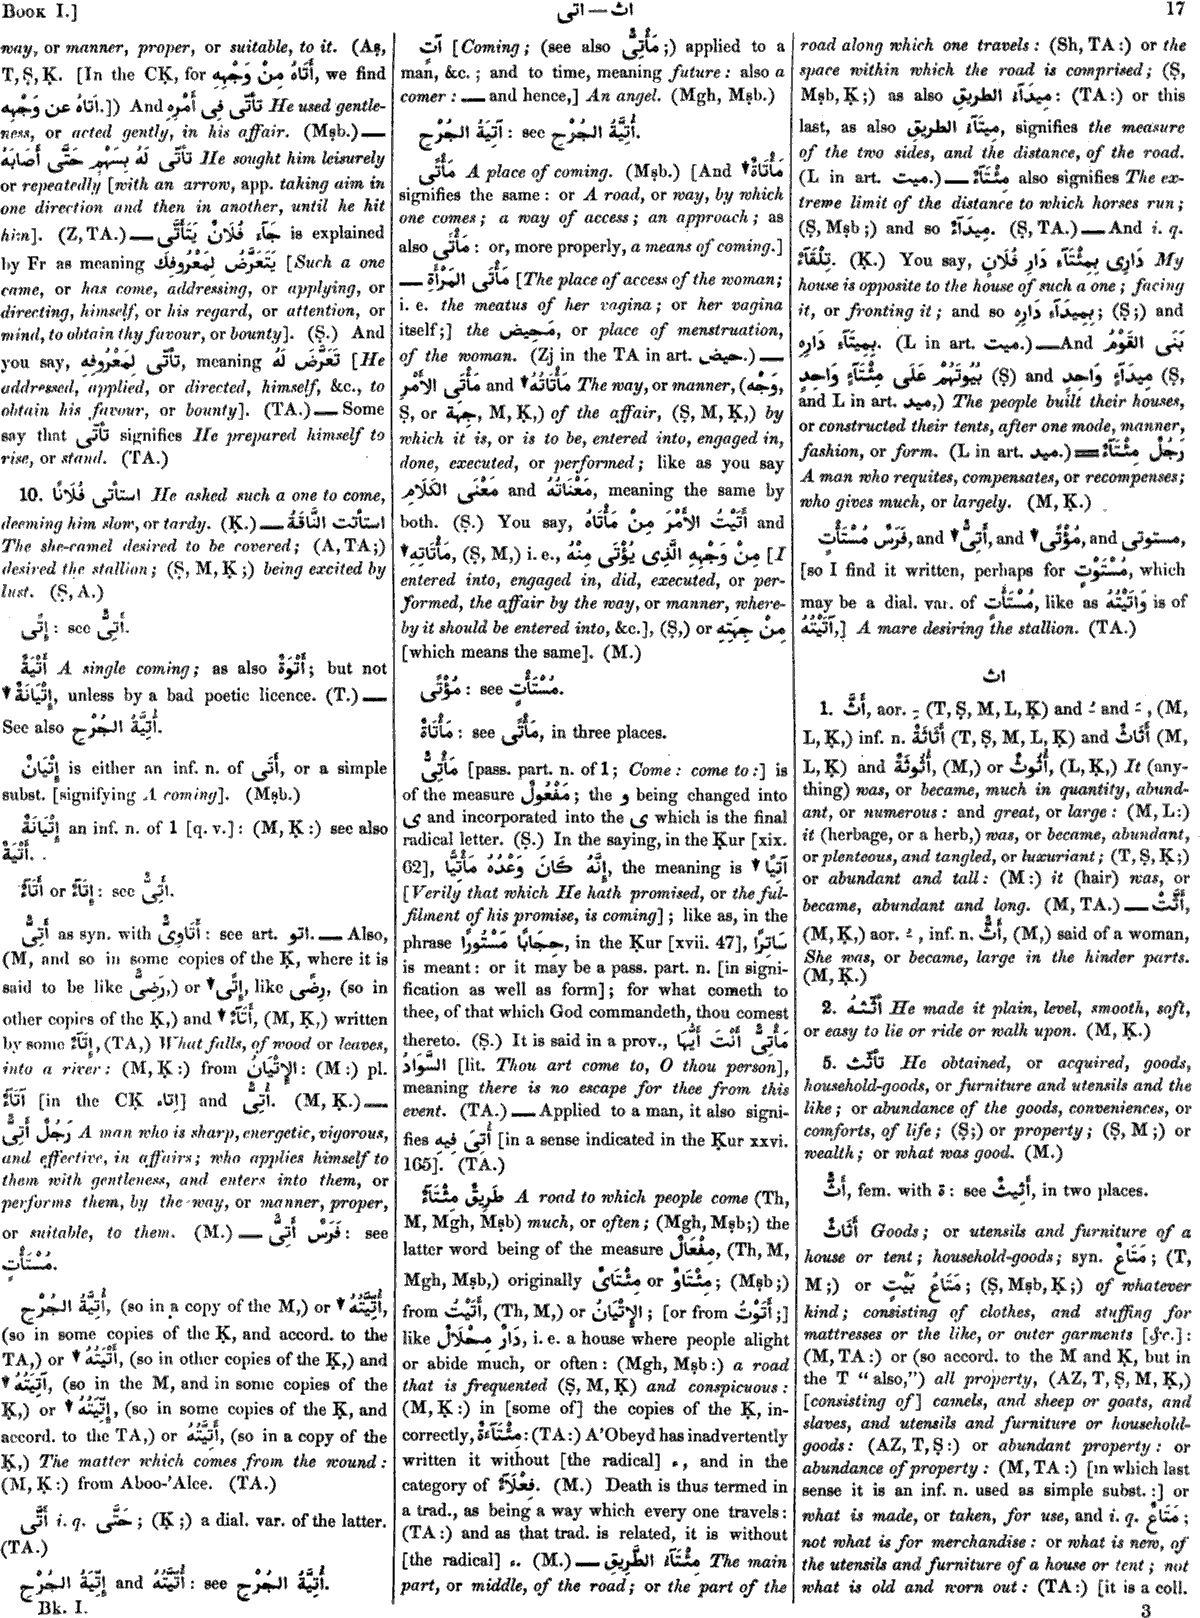 Book I.]
اث — اتى
17
way, or manner, proper, or suitable, to it. (Aṣ,
T, Ṣ, Ḳ. [In the CḲ, for أَتَاهُ مِنْ وَجْهِهِ, we find
اَتَاهُ عن وَجْهِهِ.]) And تَأَتَّى فِى أَمْرِهِ He used gentle-
ness, or acted gently, in his affair. (Mṣb.) —
تَأَتَّى لَهُ بِسَهْمٍ حَتَّى أَصَابَهُ He sought him leisurely
or repeatedly [with an arrow, app. taking aim in
one direction and then in another, until he hit
him]. (Z, TA.) — جَآءَ فُلَانٌ يَتَأَتَّى is explained
by Fr as meaning يَتَعَرَّضُ لِمَعْرُوفِكَ [Such a one
came, or has come, addressing, or applying, or
directing, himself, or his regard, or attention, or
mind, to obtain thy favour, or bounty]. (Ṣ.) And
you say, تَأَتَّى لِمَعْرُوفِهِ, meaning تَعَرَّضَ لَهُ [He
addressed, applied, or directed, himself, &c., to
obtain his favour, or bounty]. (TA.) — Some
say that تَأَتَّى signifies He prepared himself to
rise, or stand. (TA.)
10. استأتى فُلَانًا He asked such a one to come,
deeming him slow, or tardy. (Ḳ.) — استأتت النَّاقَةُ
The she-camel desired to be covered; (A, TA;)
desired the stallion; (Ṣ, M, Ḳ;) being excited by
lust. (Ṣ, A.)
إِتًى: see أَتِىٌّ.
أَتْيَةٌ A single coming; as also أَتْوَةٌ; but not
▼ إِتْيَانَةٌ, unless by a bad poetic licence. (T.) —
See also أَتِيَّةُ الجُرْحِ.
إِتْيَانٌ is either an inf. n. of أَتَى, or a simple
subst. [signifying A coming]. (Mṣb.)
إِتْيَانَةٌ an inf. n. of 1 [q. v.]: (M, Ḳ:) see also
أَتْيَةٌ.
أَتَآءٌ or إِتَآءٌ: see أَتِىٌّ.
أَتِىٌّ as syn. with أَتَاوِىٌّ: see art. اتو. — Also,
(M, and so in some copies of the Ḳ, where it is
said to be like رَضِىٌّ,) or ▼ إِتًى, like رِضًى, (so in
other copies of the Ḳ,) and ▼ أَتَآءٌ, (M, Ḳ,) written
by some إِتَآءٌ, (TA,) What falls, of wood or leaves,
into a river: (M, Ḳ:) from الإِتْيَانُ: (M:) pl.
آتَآءٌ [in the CḲ اِتاء] and أُتِىٌّ. (M, Ḳ.) —
رَجُلٌ أَتِىٌّ A man who is sharp, energetic, vigorous,
and effective, in affairs; who applies himself to
them with gentleness, and enters into them, or
performs them, by the way, or manner, proper,
or suitable, to them. (M.) — فَرَسٌ أَتِىٌّ: see
مُسْتَأْتٍ.
أَتِيَّةُ الجُرْحِ, (so in a copy of the M,) or ▼ أَتِّيَّتُهُ,
(so in some copies of the Ḳ, and accord. to the
TA,) or ▼ أَتْيَتُهُ, (so in other copies of the Ḳ,) and
▼ آتِيَتُهُ, (so in the M, and in some copies of the
Ḳ,) or ▼ إِتِّيَتُهُ, (so in some copies of the Ḳ, and
accord. to the TA,) or أُتَيَّتُهُ, (so in a copy of the
Ḳ,) The matter which comes from the wound:
(M, Ḳ:) from Aboo-'Alee. (TA.)
أَتَّى i. q. حَتَّى; (Ḳ;) a dial. var. of the latter.
(TA.)
إِتِّيَةُ الجُرْحِ and أُتَيَّتُهُ: see أَتِيَّةُ الجُرْحِ.
Bk. I.
آتٍ [Coming; (see also مَأْتِىٌّ;) applied to a
man, &c.; and to time, meaning future: also a
comer: — and hence,] An angel. (Mgh, Mṣb.)
آتِيَةُ الجُرْحِ: see أَتِيَّةُ الجُرْحِ.
مَأْتًى A place of coming. (Mṣb.) [And ▼ مَأْتَاةٌ
signifies the same: or A road, or way, by which
one comes; a way of access; an approach; as
also مَأْتًى: or, more properly, a means of coming.]
— مَأْتَى المَرْأَةِ [The place of access of the woman;
i. e. the meatus of her vagina; or her vagina
itself;] the مَحِيض, or place of menstruation,
of the woman. (Zj in the TA in art. حيض.) —
مَأْتَى الأَمْرِ and ▼ مَأْتَاتُهُ The way, or manner, (وَجْه,
Ṣ, or جِهَة, M, Ḳ,) of the affair, (Ṣ, M, Ḳ,) by
which it is, or is to be, entered into, engaged in,
done, executed, or performed; like as you say
مَعْنَى الكَلَامِ and مَعْنَاتُهُ, meaning the same by
both. (Ṣ.) You say, أَتَيْتُ الأَمْرَ مِنْ مَأْتَاهُ and
▼ مَأْتَاتِهِ, (Ṣ, M,) i. e., مِنْ وَجْهِهِ الَّذِى يُؤْتَى مِنْهُ [I
entered into, engaged in, did, executed, or per-
formed, the affair by the way, or manner, where-
by it should be entered into, &c.], (Ṣ,) or مِنْ جِهَتِهِ
[which means the same]. (M.)
مُؤْتًى: see مُسْتَأْتٍ.
مَأْتَاةٌ: see مَأْتًى, in three places.
مَأْتِىٌّ [pass. part. n. of 1; Come: come to:] is
of the measure مَفْعُولٌ; the و being changed into
ى and incorporated into the ى which is the final
radical letter. (Ṣ.) In the saying, in the Ḳur [xix.
62], إِنَّهُ كَانَ وَعْدُهُ مَأْتِيًّا, the meaning is ▼ آتِيًا
[Verily that which He hath promised, or the ful-
filment of his promise, is coming]; like as, in the
phrase حِجَابًا مَسْتُورًا, in the Ḳur [xvii. 47], سَاتِرًا
is meant: or it may be a pass. part. n. [in signi-
fication as well as form]; for what cometh to
thee, of that which God commandeth, thou comest
thereto. (Ṣ.) It is said in a prov., مَأْتِىٌّ أَنْتَ أَيُّهَا
السَّوَادُ [lit. Thou art come to, O thou person],
meaning there is no escape for thee from this
event. (TA.) — Applied to a man, it also signi-
fies أُتِىَ فِيهِ [in a sense indicated in the Ḳur xxvi.
165]. (TA.)
طَرِيقٌ مِئْتَآءٌ A road to which people come (Th,
M, Mgh, Mṣb) much, or often; (Mgh, Mṣb;) the
latter word being of the measure مِفْعَالٌ, (Th, M,
Mgh, Mṣb,) originally مِئْتَاىٌ or مِئْتَاوٌ; (Mṣb;)
from أَتَيْتُ, (Th, M,) or الإِتْيَانُ; [or from أَتَوْتُ;]
like دَارٌ مِحْلَالٌ, i. e. a house where people alight
or abide much, or often: (Mgh, Mṣb:) a road
that is frequented (Ṣ, M, Ḳ) and conspicuous:
(M, Ḳ:) in [some of] the copies of the Ḳ, in-
correctly, مِئْتَآءَةٌ: (TA:) A'Obeyd has inadvertently
written it without [the radical] ء, and in the
category of فِعْلَآءٌ. (M.) Death is thus termed in
a trad., as being a way which every one travels:
(TA:) and as that trad. is related, it is without
[the radical] ء. (M.) — مِئْتَآءُ الطَّرِيقِ The main
part, or middle, of the road; or the part of the
road along which one travels: (Sh, TA:) or the
space within which the road is comprised; (Ṣ,
Mṣb, Ḳ;) as also مِيدَآءُ الطريق: (TA:) or this
last, as also مِيتَآءُ الطريق, signifies the measure
of the two sides, and the distance, of the road.
(L in art. ميت.) — مِئْتَآءٌ also signifies The ex-
treme limit of the distance to which horses run;
(Ṣ, Mṣb;) and so مِيدَآءٌ. (Ṣ, TA.) — And i. q.
تِلْقَآءٌ. (Ḳ.) You say, دَارِى بِمِئْتَآءِ دَارِ فُلَانٍ My
house is opposite to the house of such a one; facing
it, or fronting it; and so بِمِيدَآءِ دَارِهِ; (Ṣ;) and
بِمِيتَآءِ دَارِهِ. (L in art. ميت.) — And بَنَى القَوْمُ
بُيُوتَهُمْ عَلَى مِئْتَآءٍ وَاحِدٍ (Ṣ) and مِيدَآءٍ وَاحِدٍ (Ṣ,
and L in art. ميد,) The people built their houses,
or constructed their tents, after one mode, manner,
fashion, or form. (L in art. ميد.) = رَجُلٌ مِئْتَآءٌ
A man who requites, compensates, or recompenses;
who gives much, or largely. (M, Ḳ.)
فَرَسٌ مُسْتَأْتٍ, and ▼ أَتِىٌّ, and ▼ مُؤْتًى, and مستوتى,
[so I find it written, perhaps for مُسْتَوْتٍ, which
may be a dial. var. of مُسْتَأْتٍ, like as وَاتَيْتُهُ is of
آتَيْتُهُ,] A mare desiring the stallion. (TA.)
اث
1. أَثَّ, aor. ـِ (T, Ṣ, M, L, Ḳ) and ـُ and ـَ, (M,
L, Ḳ,) inf. n. أَثَاثَةٌ (T, Ṣ, M, L, Ḳ) and أَثَاثٌ (M,
L, Ḳ) and أُثُوثَةٌ, (M,) or أُثُوثٌ, (L, Ḳ,) It (any-
thing) was, or became, much in quantity, abund-
ant, or numerous: and great, or large: (M, L:)
it (herbage, or a herb,) was, or became, abundant,
or plenteous, and tangled, or luxuriant; (T, Ṣ, Ḳ;)
or abundant and tall: (M:) it (hair) was, or
became, abundant and long. (M, TA.) — أَثَّتْ,
(M, Ḳ,) aor. ـُ, inf. n. أَثٌّ, (M,) said of a woman,
She was, or became, large in the hinder parts.
(M, Ḳ.)
2. أثّثهُ He made it plain, level, smooth, soft,
or easy to lie or ride or walk upon. (M, Ḳ.)
5. تأثّث He obtained, or acquired, goods,
household-goods, or furniture and utensils and the
like; or abundance of the goods, conveniences, or
comforts, of life; (Ṣ;) or property; (Ṣ, M;) or
wealth; or what was good. (M.)
أَثٌّ, fem. with ة: see أَثِيثٌ, in two places.
أَثَاثٌ Goods; or utensils and furniture of a
house or tent; household-goods; syn. مَتَاعٌ; (T,
M;) or مَتَاعُ بَيْتٍ; (Ṣ, Mṣb, Ḳ;) of whatever
kind; consisting of clothes, and stuffing for
mattresses or the like, or outer garments [&c.]:
(M, TA:) or (so accord. to the M and Ḳ, but in
the T "also,") all property, (AZ, T, Ṣ, M, Ḳ,)
[consisting of] camels, and sheep or goats, and
slaves, and utensils and furniture or household-
goods: (AZ, T, Ṣ:) or abundant property: or
abundance of property: (M, TA:) [in which last
sense it is an inf. n. used as simple subst.:] or
what is made, or taken, for use, and i. q. مَتَاعٌ;
not what is for merchandise: or what is new, of
the utensils and furniture of a house or tent; not
what is old and worn out: (TA:) [it is a coll.
3